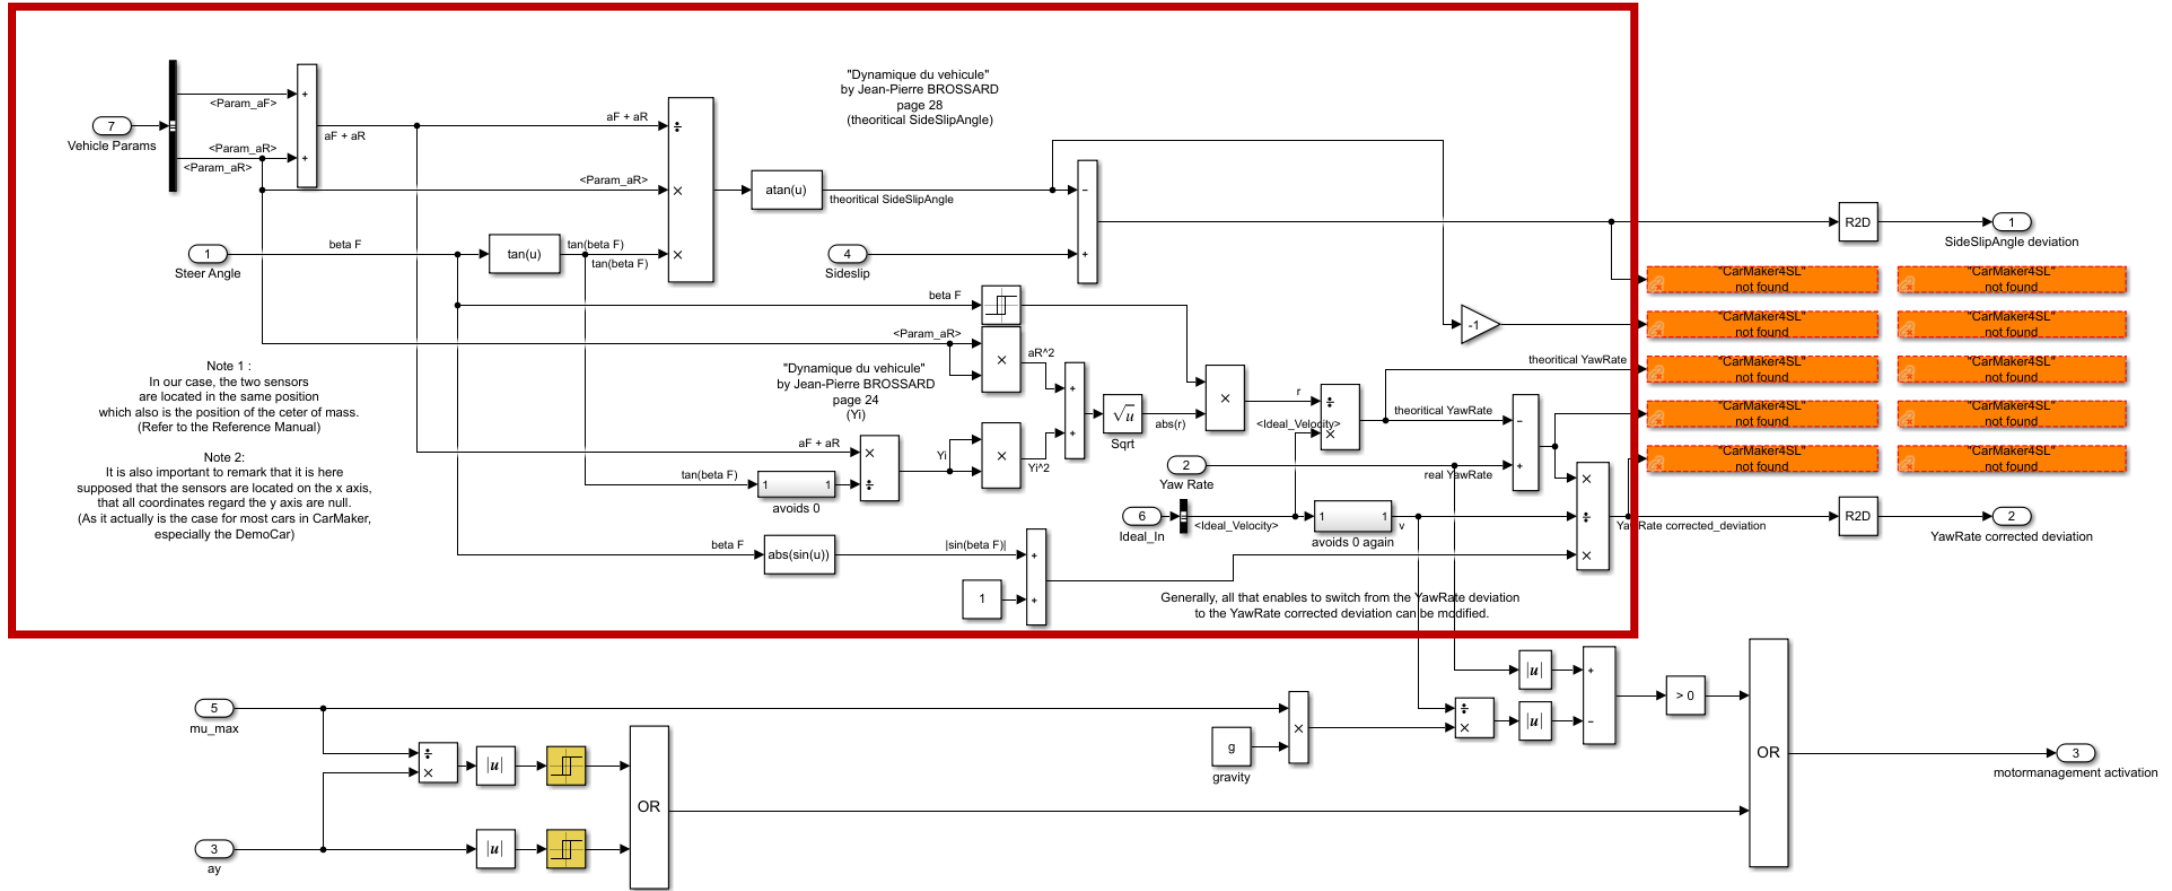 "Dynamique du vehicule"
by Jean-Pierre BROSSARD
page 28
(theoritical SideSlipAngle)
7
Vehicle Params
<Param_aF>
<Param_aR>
<Param_aR>
+
+
aF + aR
aF + aR
÷
<Param_aR>
×
×
atan(u)
theoritical SideSlipAngle
−
+
R2D
1
SideSlipAngle deviation
1
Steer Angle
beta F
tan(u)
tan(beta F)
tan(beta F)
4
Sideslip
"CarMaker4SL"
not found
"CarMaker4SL"
not found
beta F
-1
"CarMaker4SL"
not found
"CarMaker4SL"
not found
<Param_aR>
×
aR^2
theoritical YawRate
"CarMaker4SL"
not found
"CarMaker4SL"
not found
Note 1 :
In our case, the two sensors
are located in the same position
which also is the position of the ceter of mass.
(Refer to the Reference Manual)
"Dynamique du vehicule"
by Jean-Pierre BROSSARD
page 24
(Yi)
+
+
√u
Sqrt
abs(r)
×
r
<Ideal_Velocity>
÷
×
theoritical YawRate
−
+
"CarMaker4SL"
not found
"CarMaker4SL"
not found
aF + aR
×
÷
Yi
×
Yi^2
2
Yaw Rate
real YawRate
"CarMaker4SL"
not found
"CarMaker4SL"
not found
Note 2:
It is also important to remark that it is here
supposed that the sensors are located on the x axis,
that all coordinates regard the y axis are null.
(As it actually is the case for most cars in CarMaker,
especially the DemoCar)
tan(beta F)
1 1
avoids 0
6
Ideal_In
<Ideal_Velocity>
1 1
avoids 0 again
v
×
÷
×
YawRate corrected_deviation
R2D
2
YawRate corrected deviation
beta F
abs(sin(u))
|sin(beta F)|
+
+
1
Generally, all that enables to switch from the YawRate deviation
to the YawRate corrected deviation can be modified.
|u|
+
−
> 0
5
mu_max
×
÷
×
|u|
g
gravity
÷
×
|u|
OR
OR
3
motormanagement activation
3
ay
|u|